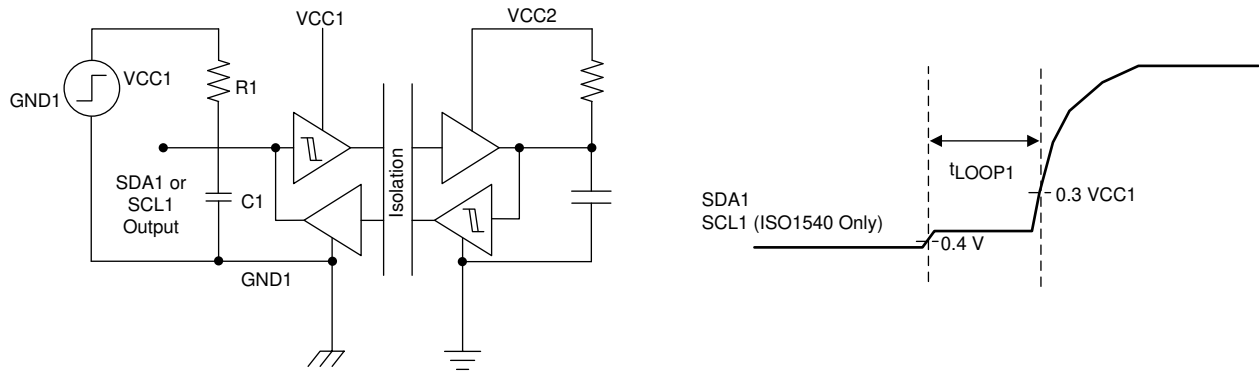 VCC1
VCC2
VCC1
GND1
R1
SDA1 or
SCL1
Output
C1
Isolation
GND1
tLOOP1
0.3 VCC1
SDA1
SCL1 (ISO1540 Only)
0.4 V